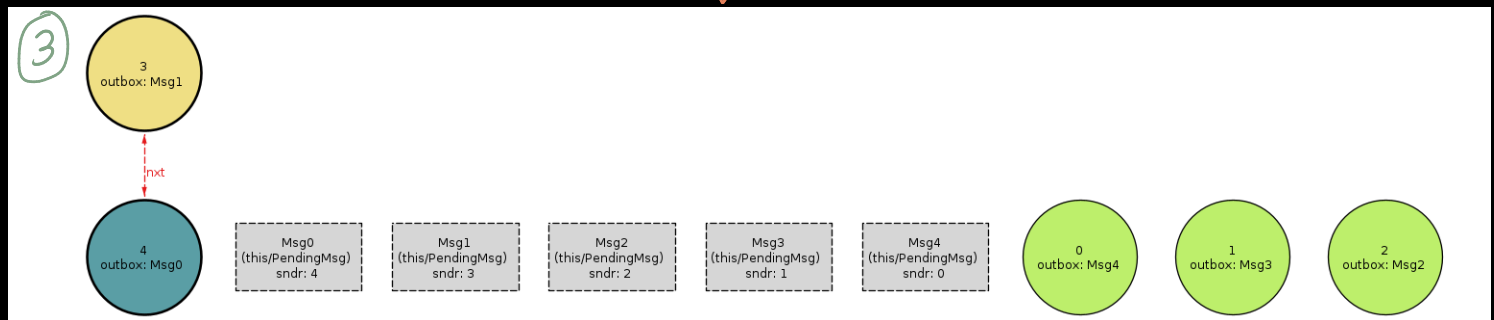 3
3
outbox: Msg1
nxt
4
outbox: Msg0
Msg0
(this/PendingMsg)
sndr: 4
Msg1
(this/PendingMsg)
sndr: 3
Msg2
(this/PendingMsg)
sndr: 2
Msg3
(this/PendingMsg)
sndr: 1
Msg4
(this/PendingMsg)
sndr: 0
0
outbox: Msg4
1
outbox: Msg3
2
outbox: Msg2